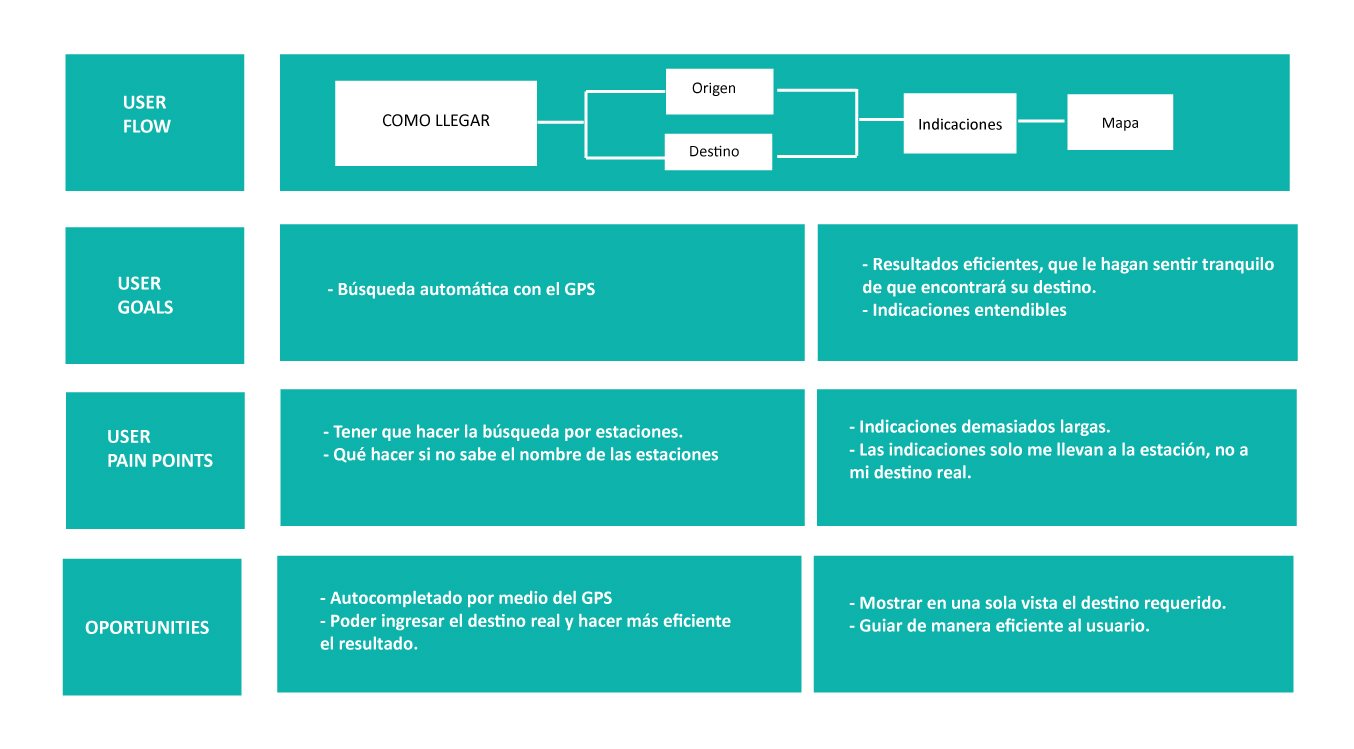 USER
FLOW
COMO LLEGAR
Origen
Destino
Indicaciones
Mapa
USER
GOALS
- Búsqueda automática con el GPS
- Resultados eficientes, que le hagan sentir tranquilo
de que encontrará su destino.
- Indicaciones entendibles
USER
PAIN POINTS
- Tener que hacer la búsqueda por estaciones.
- Qué hacer si no sabe el nombre de las estaciones
- Indicaciones demasiados largas.
- Las indicaciones solo me llevan a la estación, no a
mi destino real.
OPORTUNITIES
- Autocompletado por medio del GPS
- Poder ingresar el destino real y hacer más eficiente
el resultado.
- Mostrar en una sola vista el destino requerido.
- Guiar de manera eficiente al usuario.